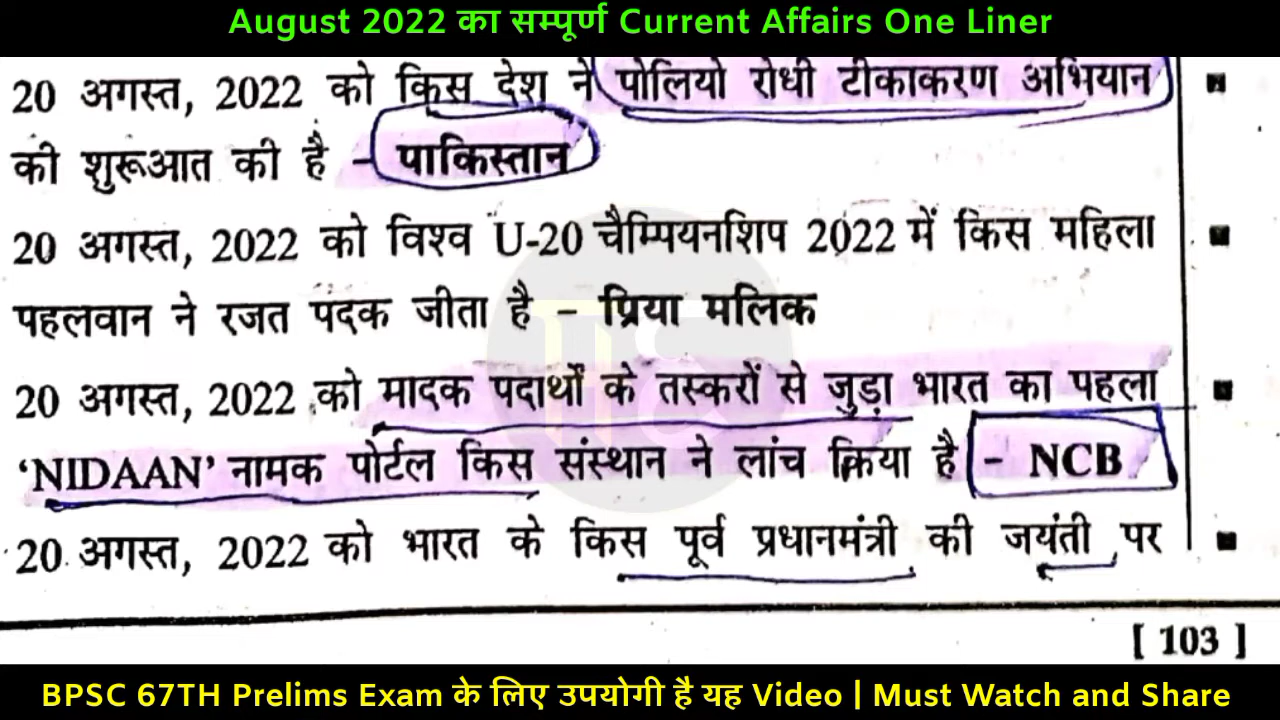 August 2022 का सम्पूर्ण Current Affairs One Liner
20 अगस्त, 2022 को किस देश ने पोलियो रोधी टीकाकरण अभियान
की शुरूआत की है – पाकिस्तान
20 अगस्त, 2022 को विश्व U-20 चैम्पियनशिप 2022 में किस महिला
पहलवान ने रजत पदक जीता है – प्रिया मलिक
20 अगस्त, 2022 को मादक पदार्थों के तस्करों से जुड़ा भारत का पहला
‘NIDAAN’ नामक पोर्टल किस संस्थान ने लांच किया है – NCB
20 अगस्त, 2022 को भारत के किस पूर्व प्रधानमंत्री की जयंती पर
[ 103 ]
BPSC 67TH Prelims Exam के लिए उपयोगी है यह Video | Must Watch and Share